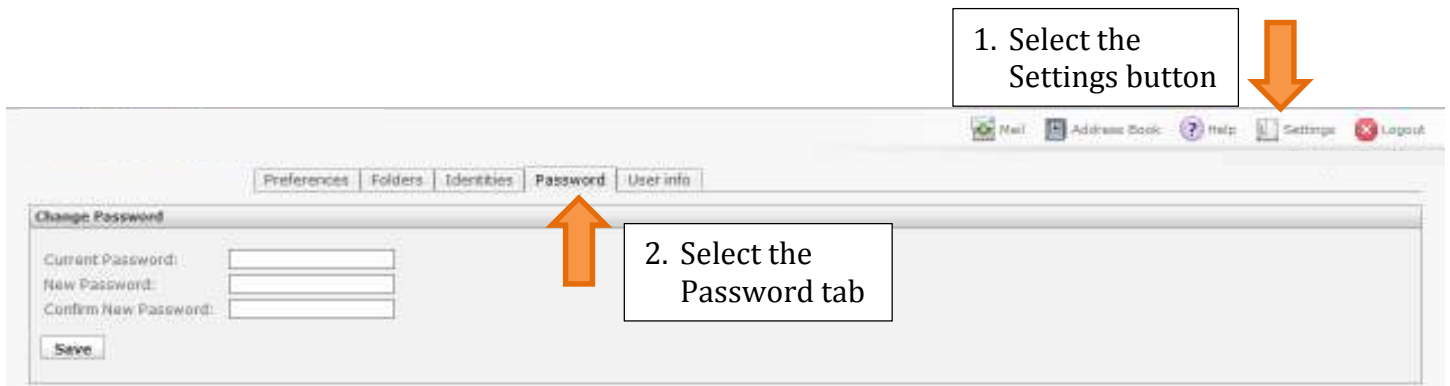 1. Select the
Settings button
Mail Address Book ? Help Settings Logout
Preferences Folders Identities Password User info
Change Password
Current Password:
2. Select the
New Password:
Password tab
Confirm New Password:
Save